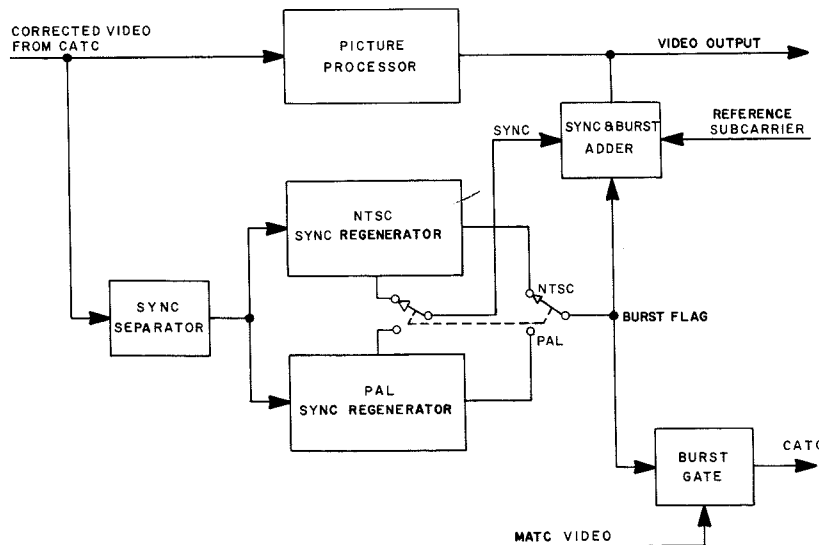 CORRECTED VIDEO
FROM CATC
PICTURE
PROCESSOR
VIDEO OUTPUT
SYNC
SYNC & BURST
ADDER
REFERENCE
SUBCARRIER
NTSC
SYNC REGENERATOR
SYNC
SEPARATOR
NTSC
BURST FLAG
PAL
PAL
SYNC REGENERATOR
BURST
GATE
CATC
MATC VIDEO